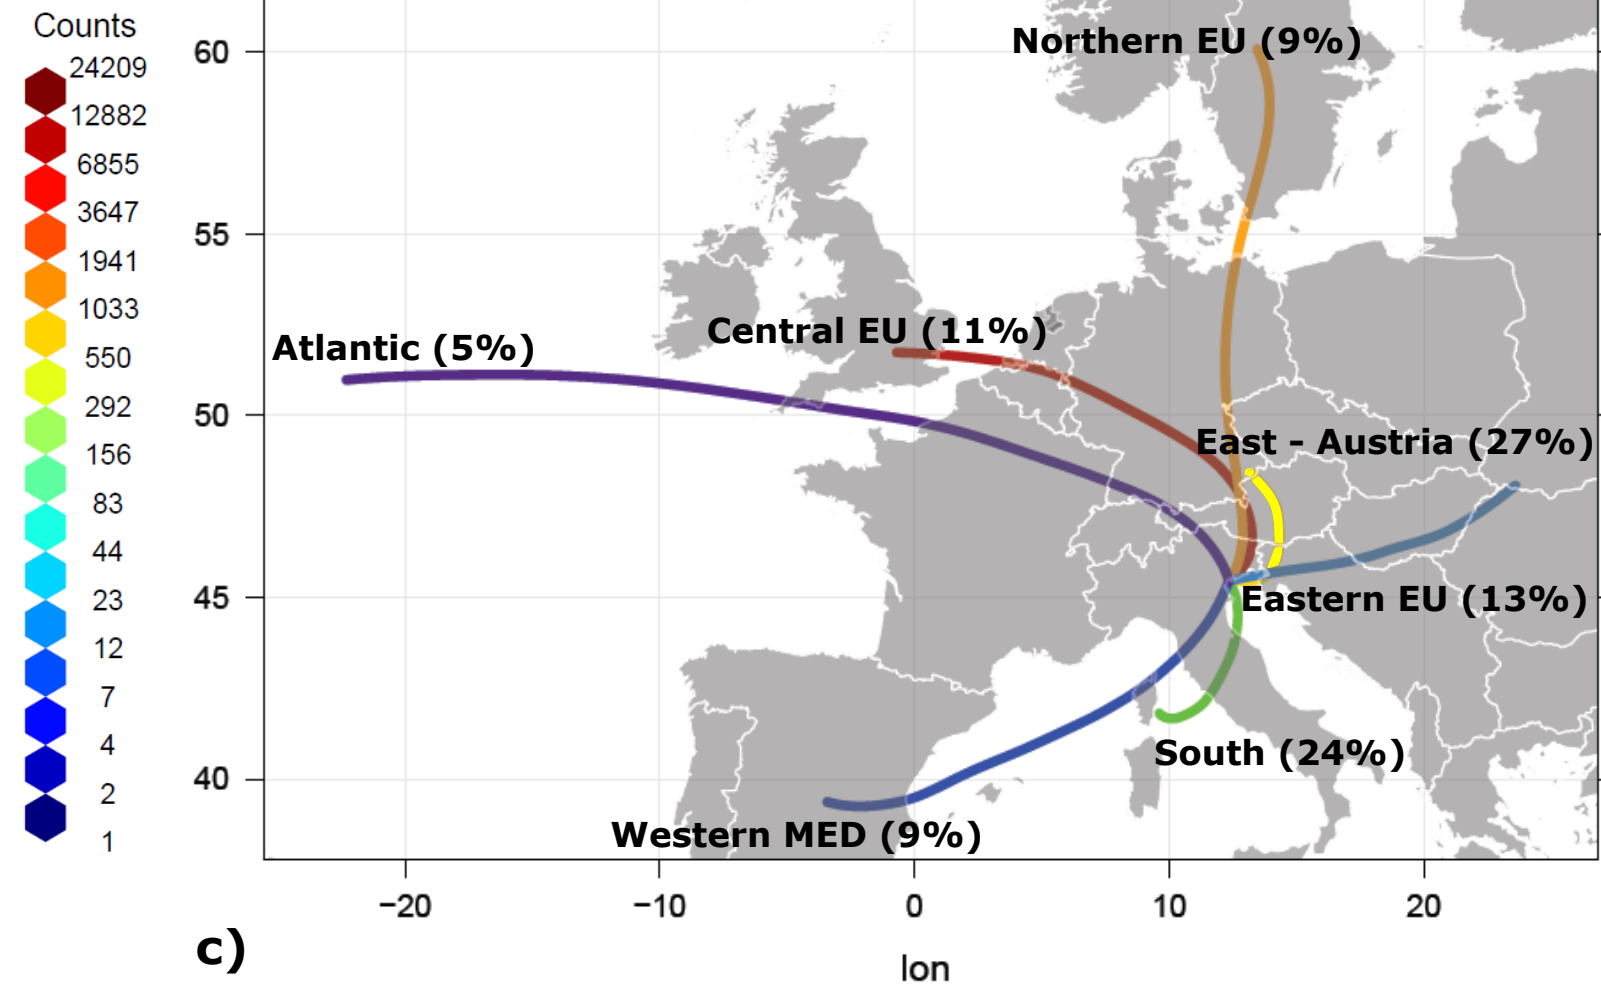 Counts
24209
12882
6855
3647
1941
1033
550
292
156
83
44
23
12
7
4
2
1
60
55
50
45
40
Northern EU (9%)
Central EU (11%)
Atlantic (5%)
East - Austria (27%)
Eastern EU (13%)
South (24%)
Western MED (9%)
−20
−10
0
10
20
lon
c)